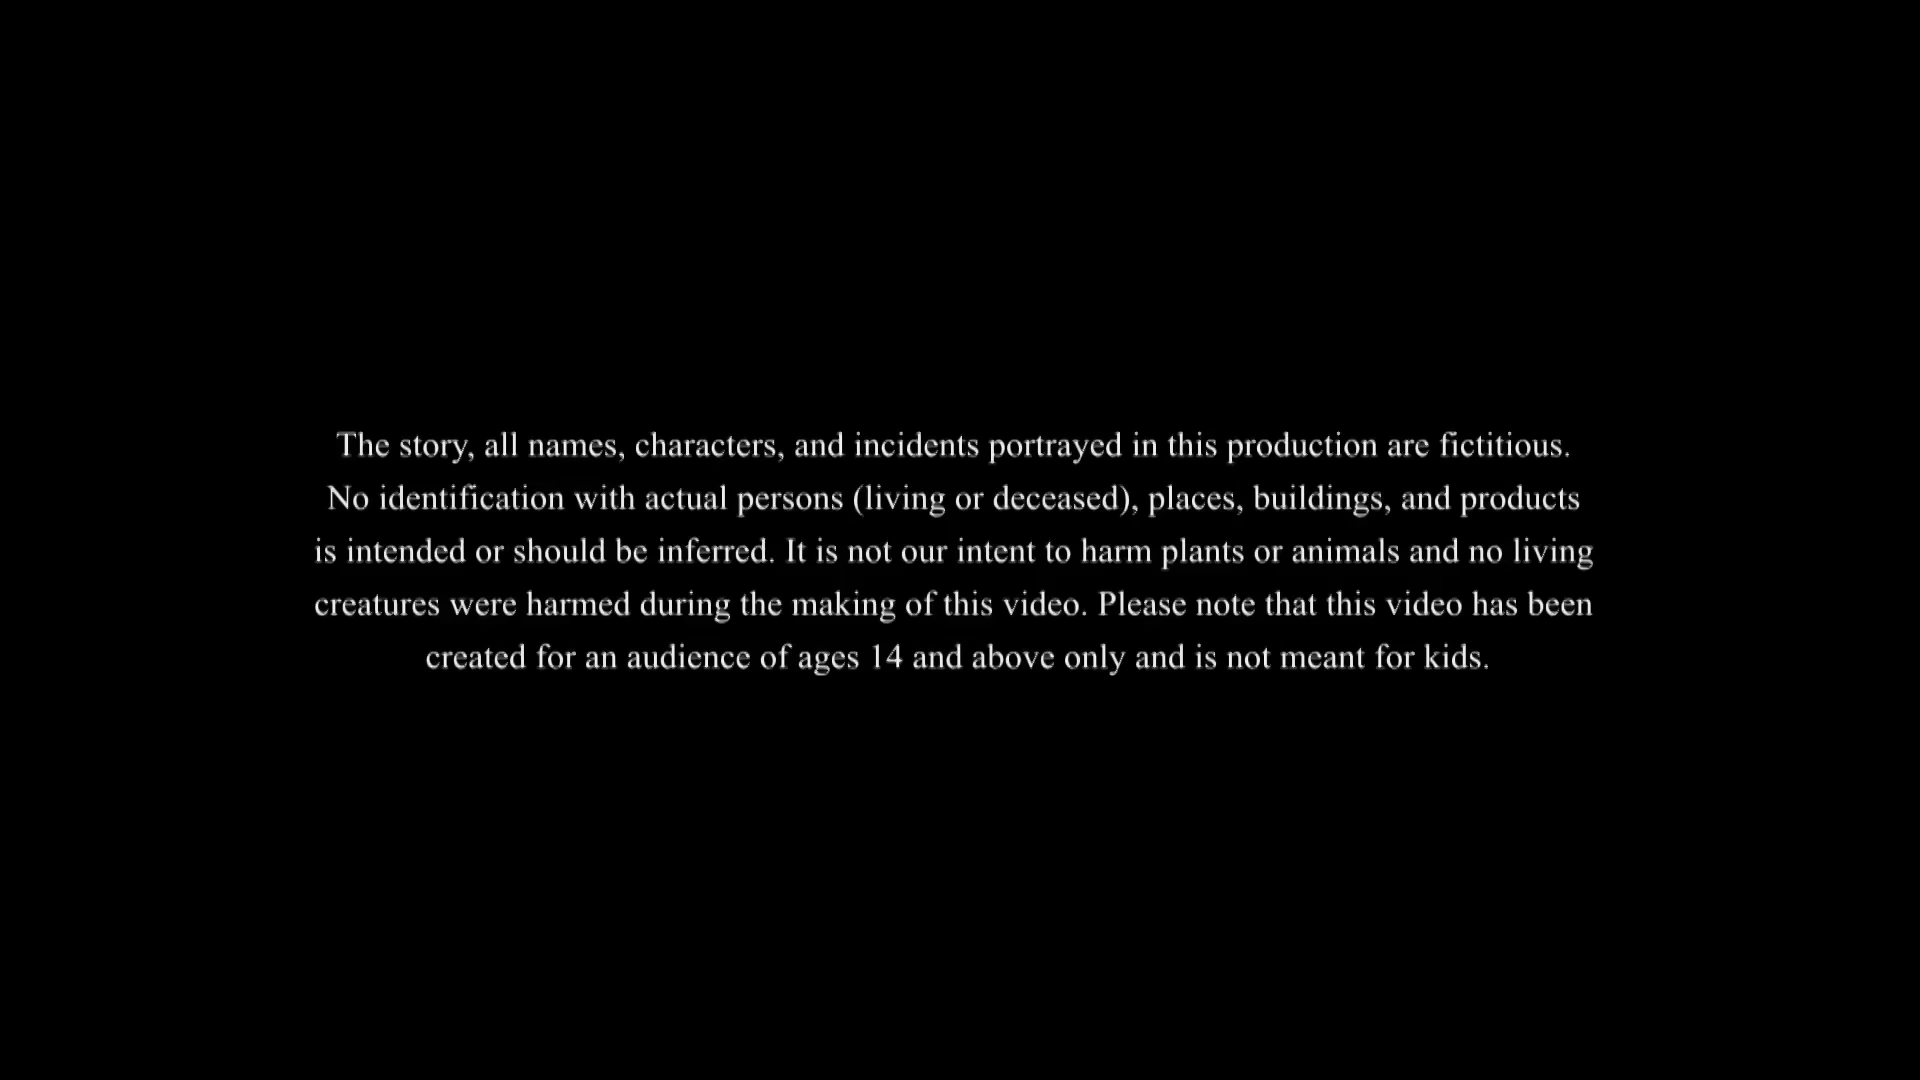 The story, all names, characters, and incidents portrayed in this production are fictitious.
No identification with actual persons (living or deceased), places, buildings, and products
is intended or should be inferred. It is not our intent to harm plants or animals and no living
creatures were harmed during the making of this video. Please note that this video has been
created for an audience of ages 14 and above only and is not meant for kids.